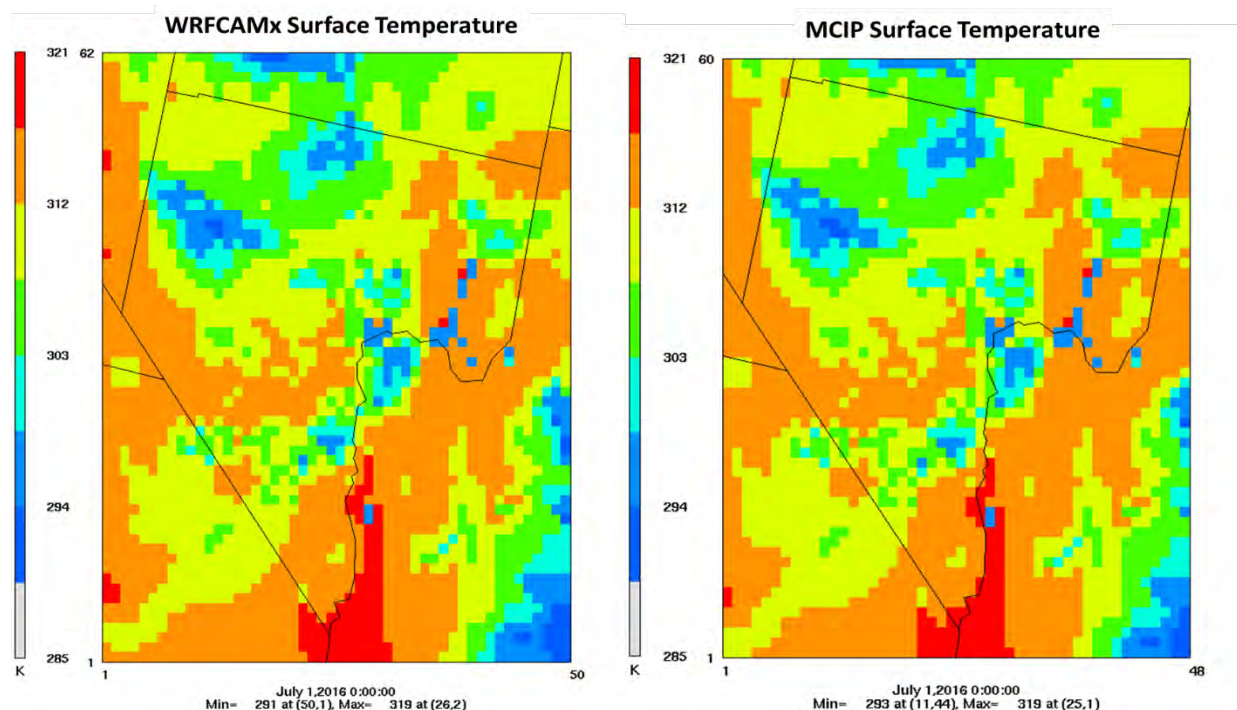 WRFCAMx Surface Temperature
MCIP Surface Temperature
321
62
312
303
294
285
K
1
1
50
July 1,2016 0:00:00
Min= 291 at (50,1), Max= 319 at (26,2)
321
60
312
303
294
285
K
1
1
48
July 1,2016 0:00:00
Min= 293 at (11,44), Max= 319 at (25,1)